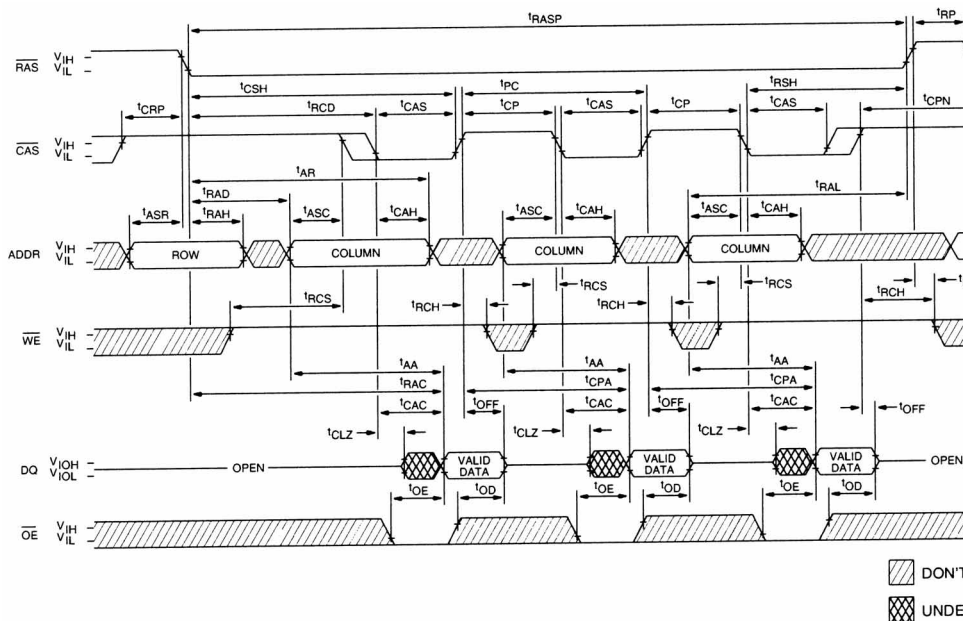 tRASP tRP
RAS VIH VIL
tCSH tPC tRSH
tCRP tRCD tCAS tCP tCAS tCP tCAS tCPN
CAS VIH VIL
tAR
tRAD tRAL
tASR tRAH tASC tCAH tASC tCAH tASC tCAH
ADDR VIH VIL ROW COLUMN COLUMN COLUMN
tRCS tRCH tRCS tRCH tRCS tRCH t
WE VIH VIL
tAA tAA tAA
tRAC tCPA tCPA
tCAC tOFF tCAC tOFF tCAC tOFF
tCLZ tCLZ tCLZ
DQ VIOH VIOL OPEN VALID DATA VALID DATA VALID DATA OPEN
tOE tOD tOE tOD tOE tOD
OE VIH VIL
DON'T
UNDE